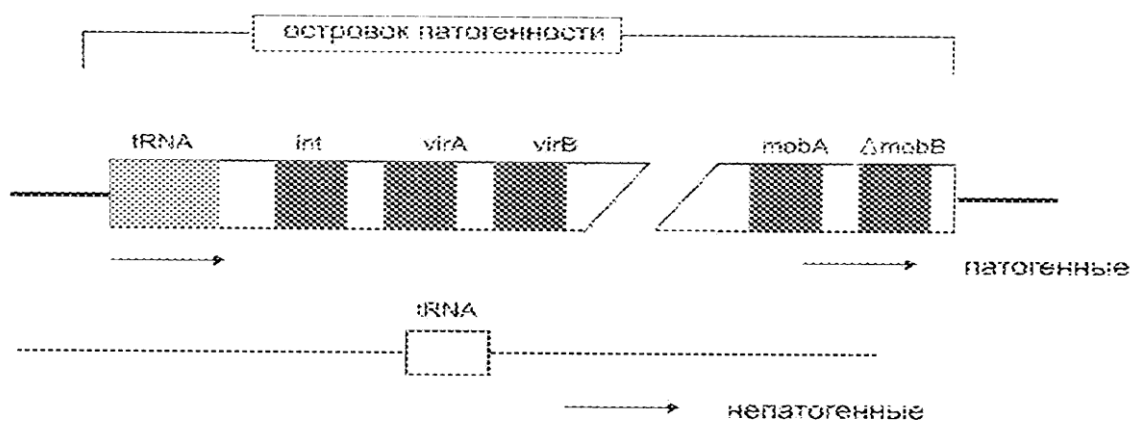 островок патогенности
tRNA int virA virB mobA ΔmobB
патогенные
tRNA
непатогенные